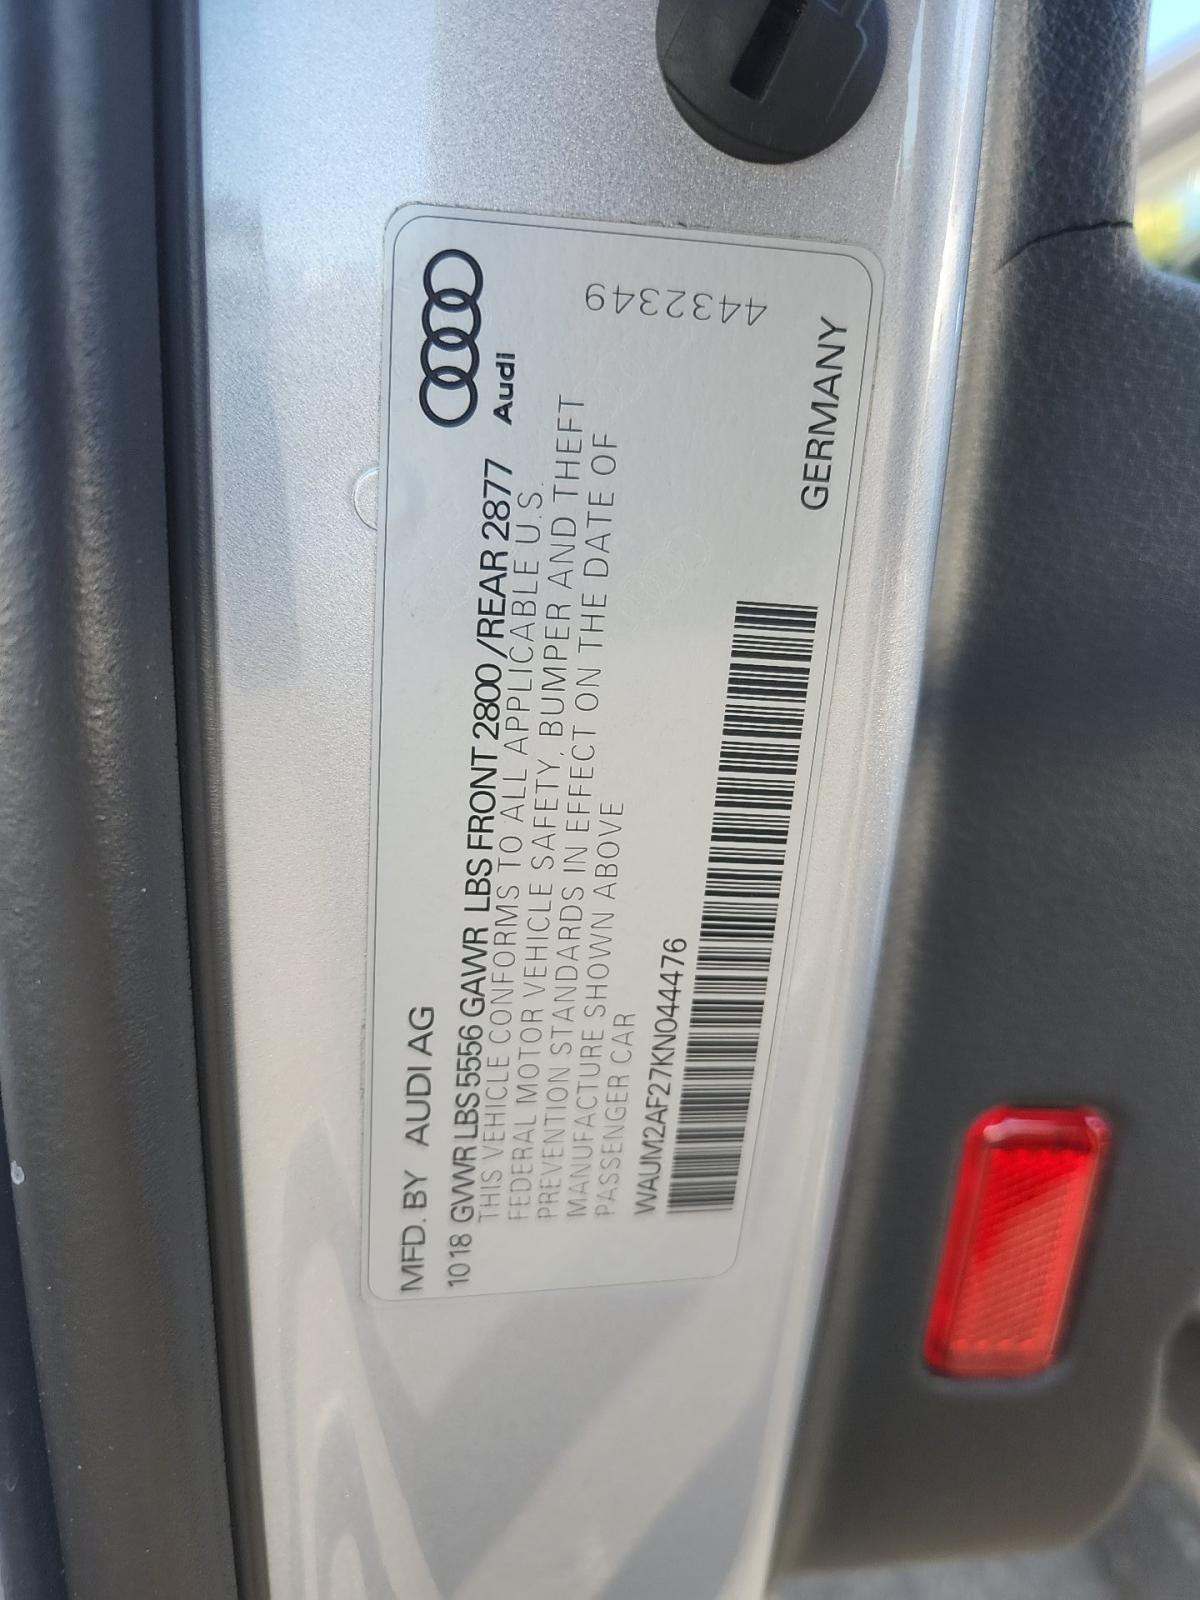 Audi
MFD. BY AUDI AG
10 18 GVWR LBS 5556 GAWR LBS FRONT 2800 /REAR 2877
THIS VEHICLE CONFORMS TO ALL APPLICABLE U.S.
FEDERAL MOTOR VEHICLE SAFETY, BUMPER AND THEFT
PREVENTION STANDARDS IN EFFECT ON THE DATE OF
MANUFACTURE SHOWN ABOVE
PASSENGER CAR
4432349
WAUM2AF27KN044476
GERMANY